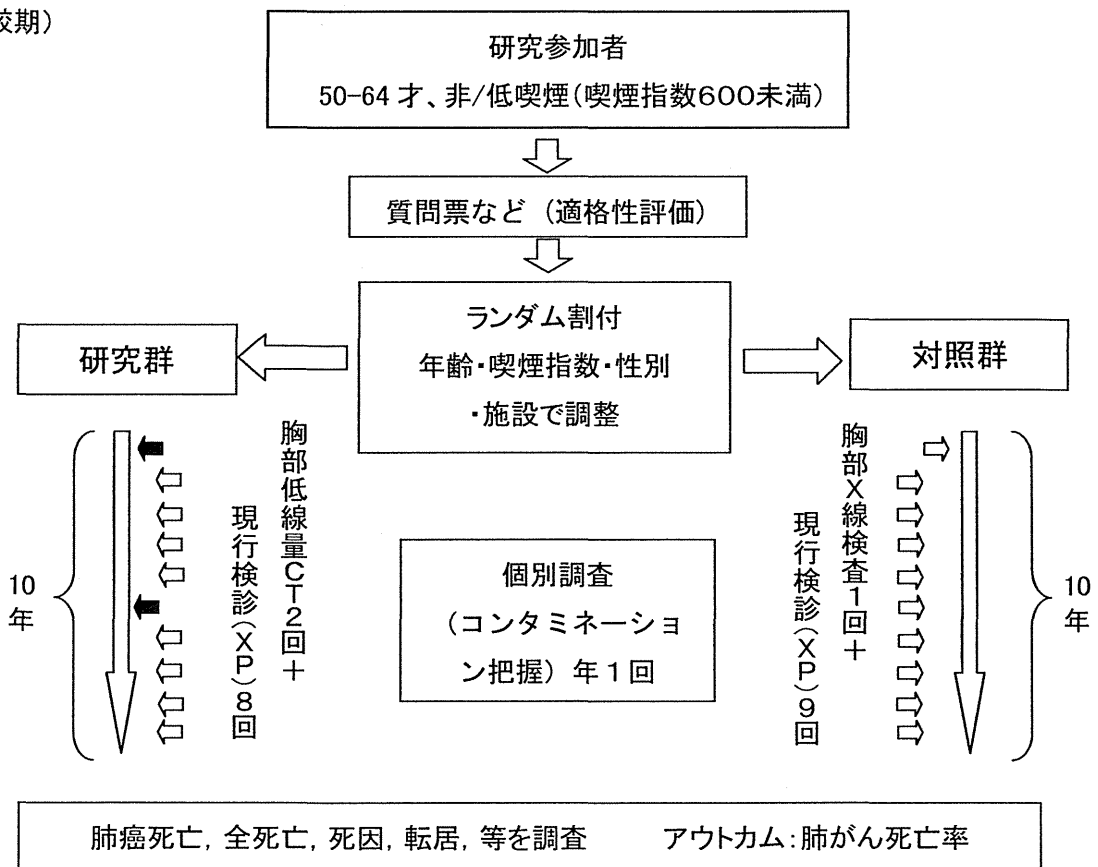 較期)
研究参加者
50-64才、非/低喫煙(喫煙指数600未満)
質問票など (適格性評価)
ランダム割付
年齢・喫煙指数・性別
・施設で調整
研究群
対照群
10
年
胸部低線量CT2回+
現行検診(XP)8回
個別調査
(コンタミネーショ
ン把握) 年1回
胸部X線検査1回+
現行検診(XP)9回
10
年
肺癌死亡, 全死亡, 死因, 転居, 等を調査 アウトカム:肺がん死亡率